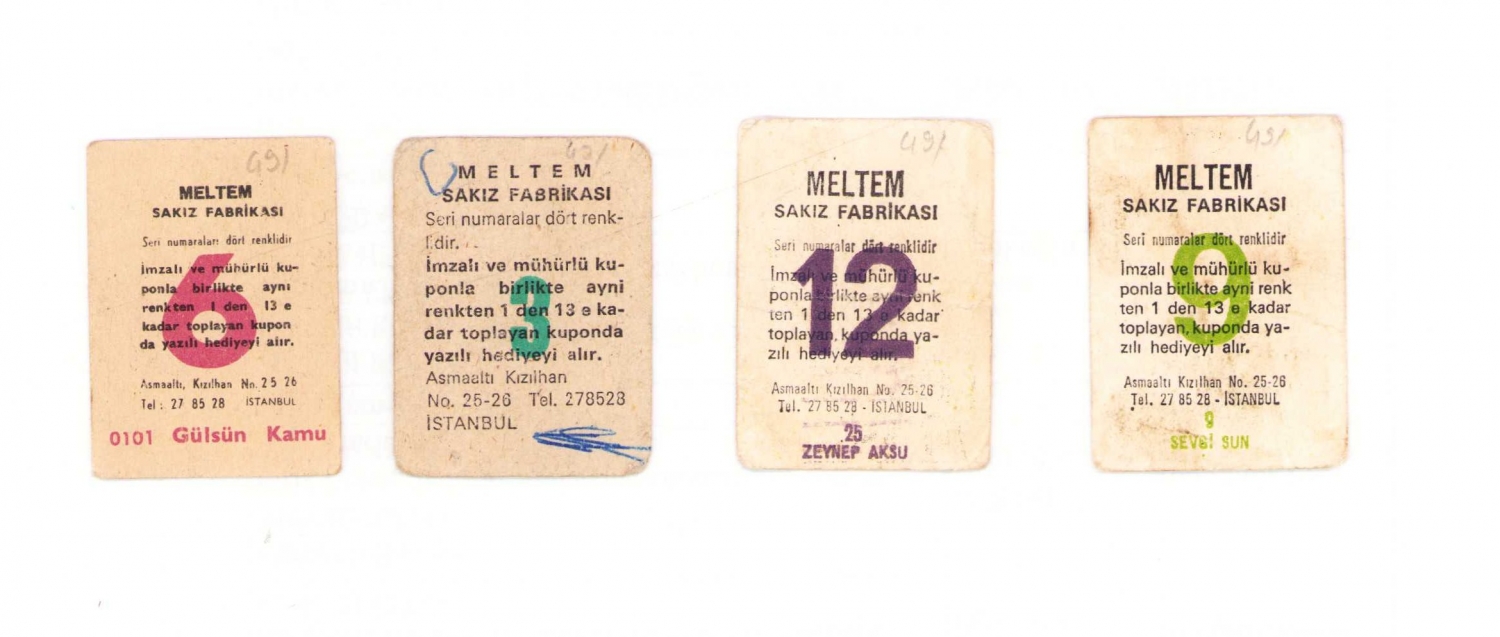 491
MELTEM
SAKIZ FABRİKASI
Seri numaraları dört renklidir
İmzalı ve mühürlü ku-
ponla birlikte aynı
renkten 1 den 13 e
kadar toplayan kupon
da yazılı hediyeyi alır.
6
Asmaaltı, Kızılhan No. 25 26
Tel : 27 85 28 İSTANBUL
0101 Gülsün Kamu
MELTEM
SAKIZ FABRİKASI
Seri numaralar dört renk-
lidir.
İmzalı ve mühürlü ku-
ponla birlikte ayni
renkten 1 den 13 e ka-
dar toplayan kuponda
yazılı hediyeyi alır.
3
Asmaaltı Kızılhan
No. 25-26 Tel. 278528
İSTANBUL
491
MELTEM
SAKIZ FABRİKASI
Seri numaralar dört renklidir
İmzalı ve mühürlü ku-
ponla birlikte ayni renk
ten 1 den 13 e kadar
toplayan, kuponda ya-
zılı hediyeyi alır.
12
Asmaaltı Kızılhan No. 25-26
Tel. 27 85 28 - İSTANBUL
25
ZEYNEP AKSU
491
MELTEM
SAKIZ FABRİKASI
Seri numaralar dört renklidir
İmzalı ve mühürlü ku-
ponla birlikte ayni renk
ten 1 den 13 e kadar
toplayan, kuponda ya-
zılı hediyeyi alır.
9
Asmaaltı Kızılhan No. 25-26
Tel. 27 85 28 - İSTANBUL
9
SUN